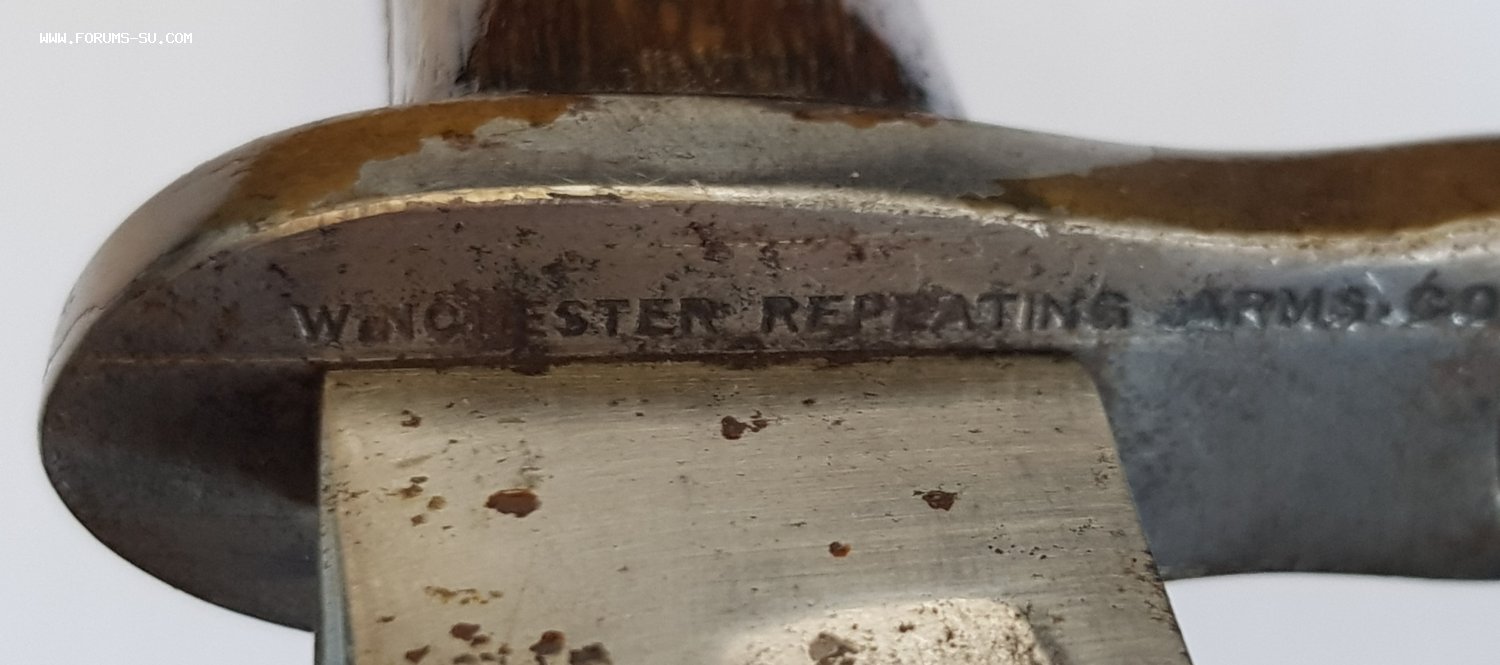 WWW.FORUMS-SU.COM
WINCHESTER REPEATING ARMS. CO